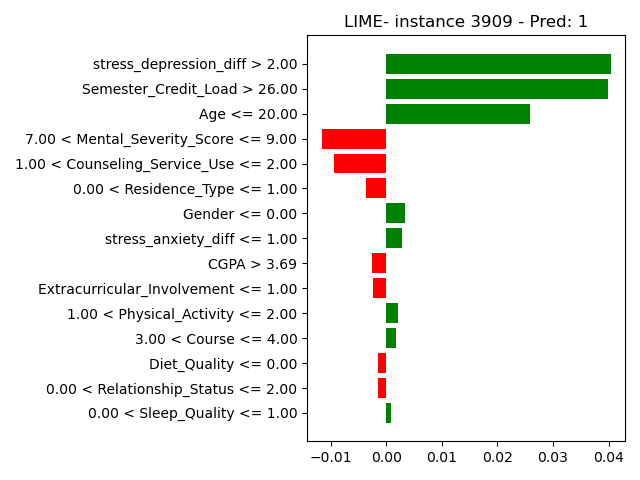 LIME- instance 3909 - Pred: 1
stress_depression_diff > 2.00
Semester_Credit_Load > 26.00
Age <= 20.00
7.00 < Mental_Severity_Score <= 9.00
1.00 < Counseling_Service_Use <= 2.00
0.00 < Residence_Type <= 1.00
Gender <= 0.00
stress_anxiety_diff <= 1.00
CGPA > 3.69
Extracurricular_Involvement <= 1.00
1.00 < Physical_Activity <= 2.00
3.00 < Course <= 4.00
Diet_Quality <= 0.00
0.00 < Relationship_Status <= 2.00
0.00 < Sleep_Quality <= 1.00
−0.01 0.00 0.01 0.02 0.03 0.04